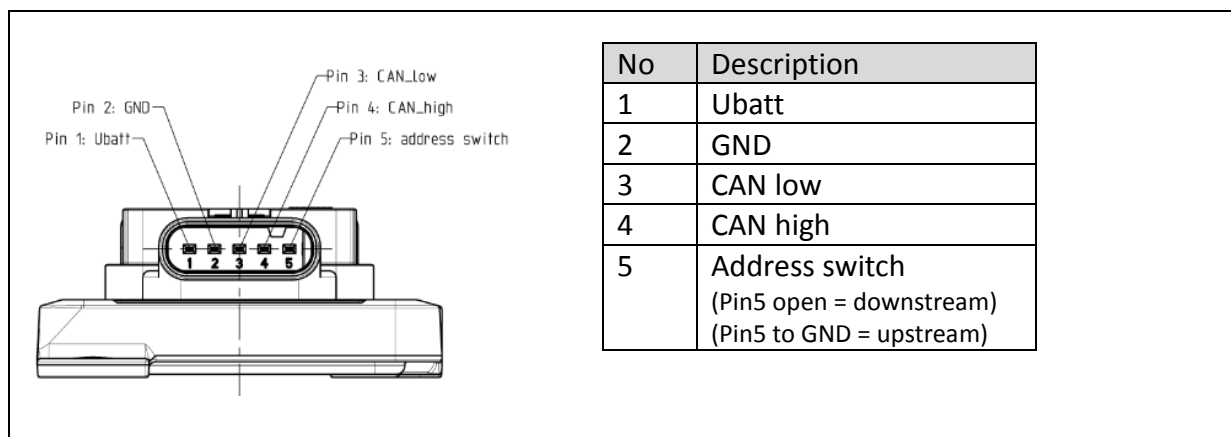 Pin 3: CAN_low
Pin 2: GND
Pin 4: CAN_high
Pin 1: Ubatt
Pin 5: address switch
1 2 3 4 5
No Description
1 Ubatt
2 GND
3 CAN low
4 CAN high
5 Address switch
(Pin5 open = downstream)
(Pin5 to GND = upstream)